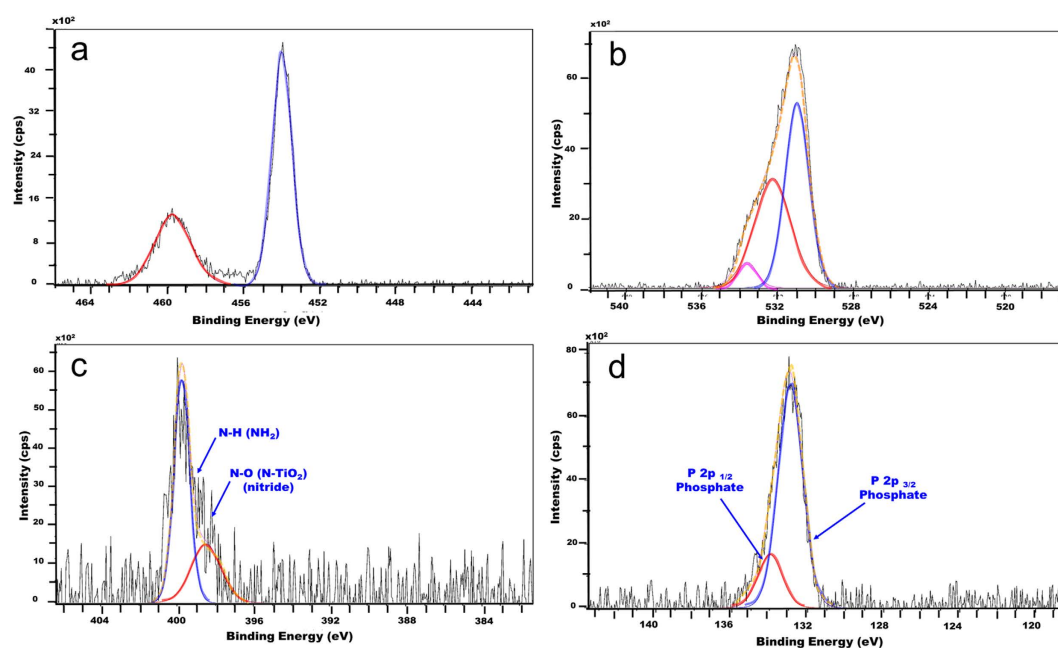 x10²
a
40
32
24
16
8
0
Intensity (cps)
464
460
456
454
452
448
444
Binding Energy (eV)
x10²
b
60
40
20
0
Intensity (cps)
540
536
532
528
524
520
Binding Energy (eV)
x10²
c
60
50
40
30
20
10
0
Intensity (cps)
N-H (NH₂)
N-O (N-TiO₂)
(nitride)
404
400
396
392
388
384
Binding Energy (eV)
x10²
d
80
60
40
20
0
Intensity (cps)
P 2p 1/2
Phosphate
P 2p 3/2
Phosphate
140
136
132
128
124
120
Binding Energy (eV)